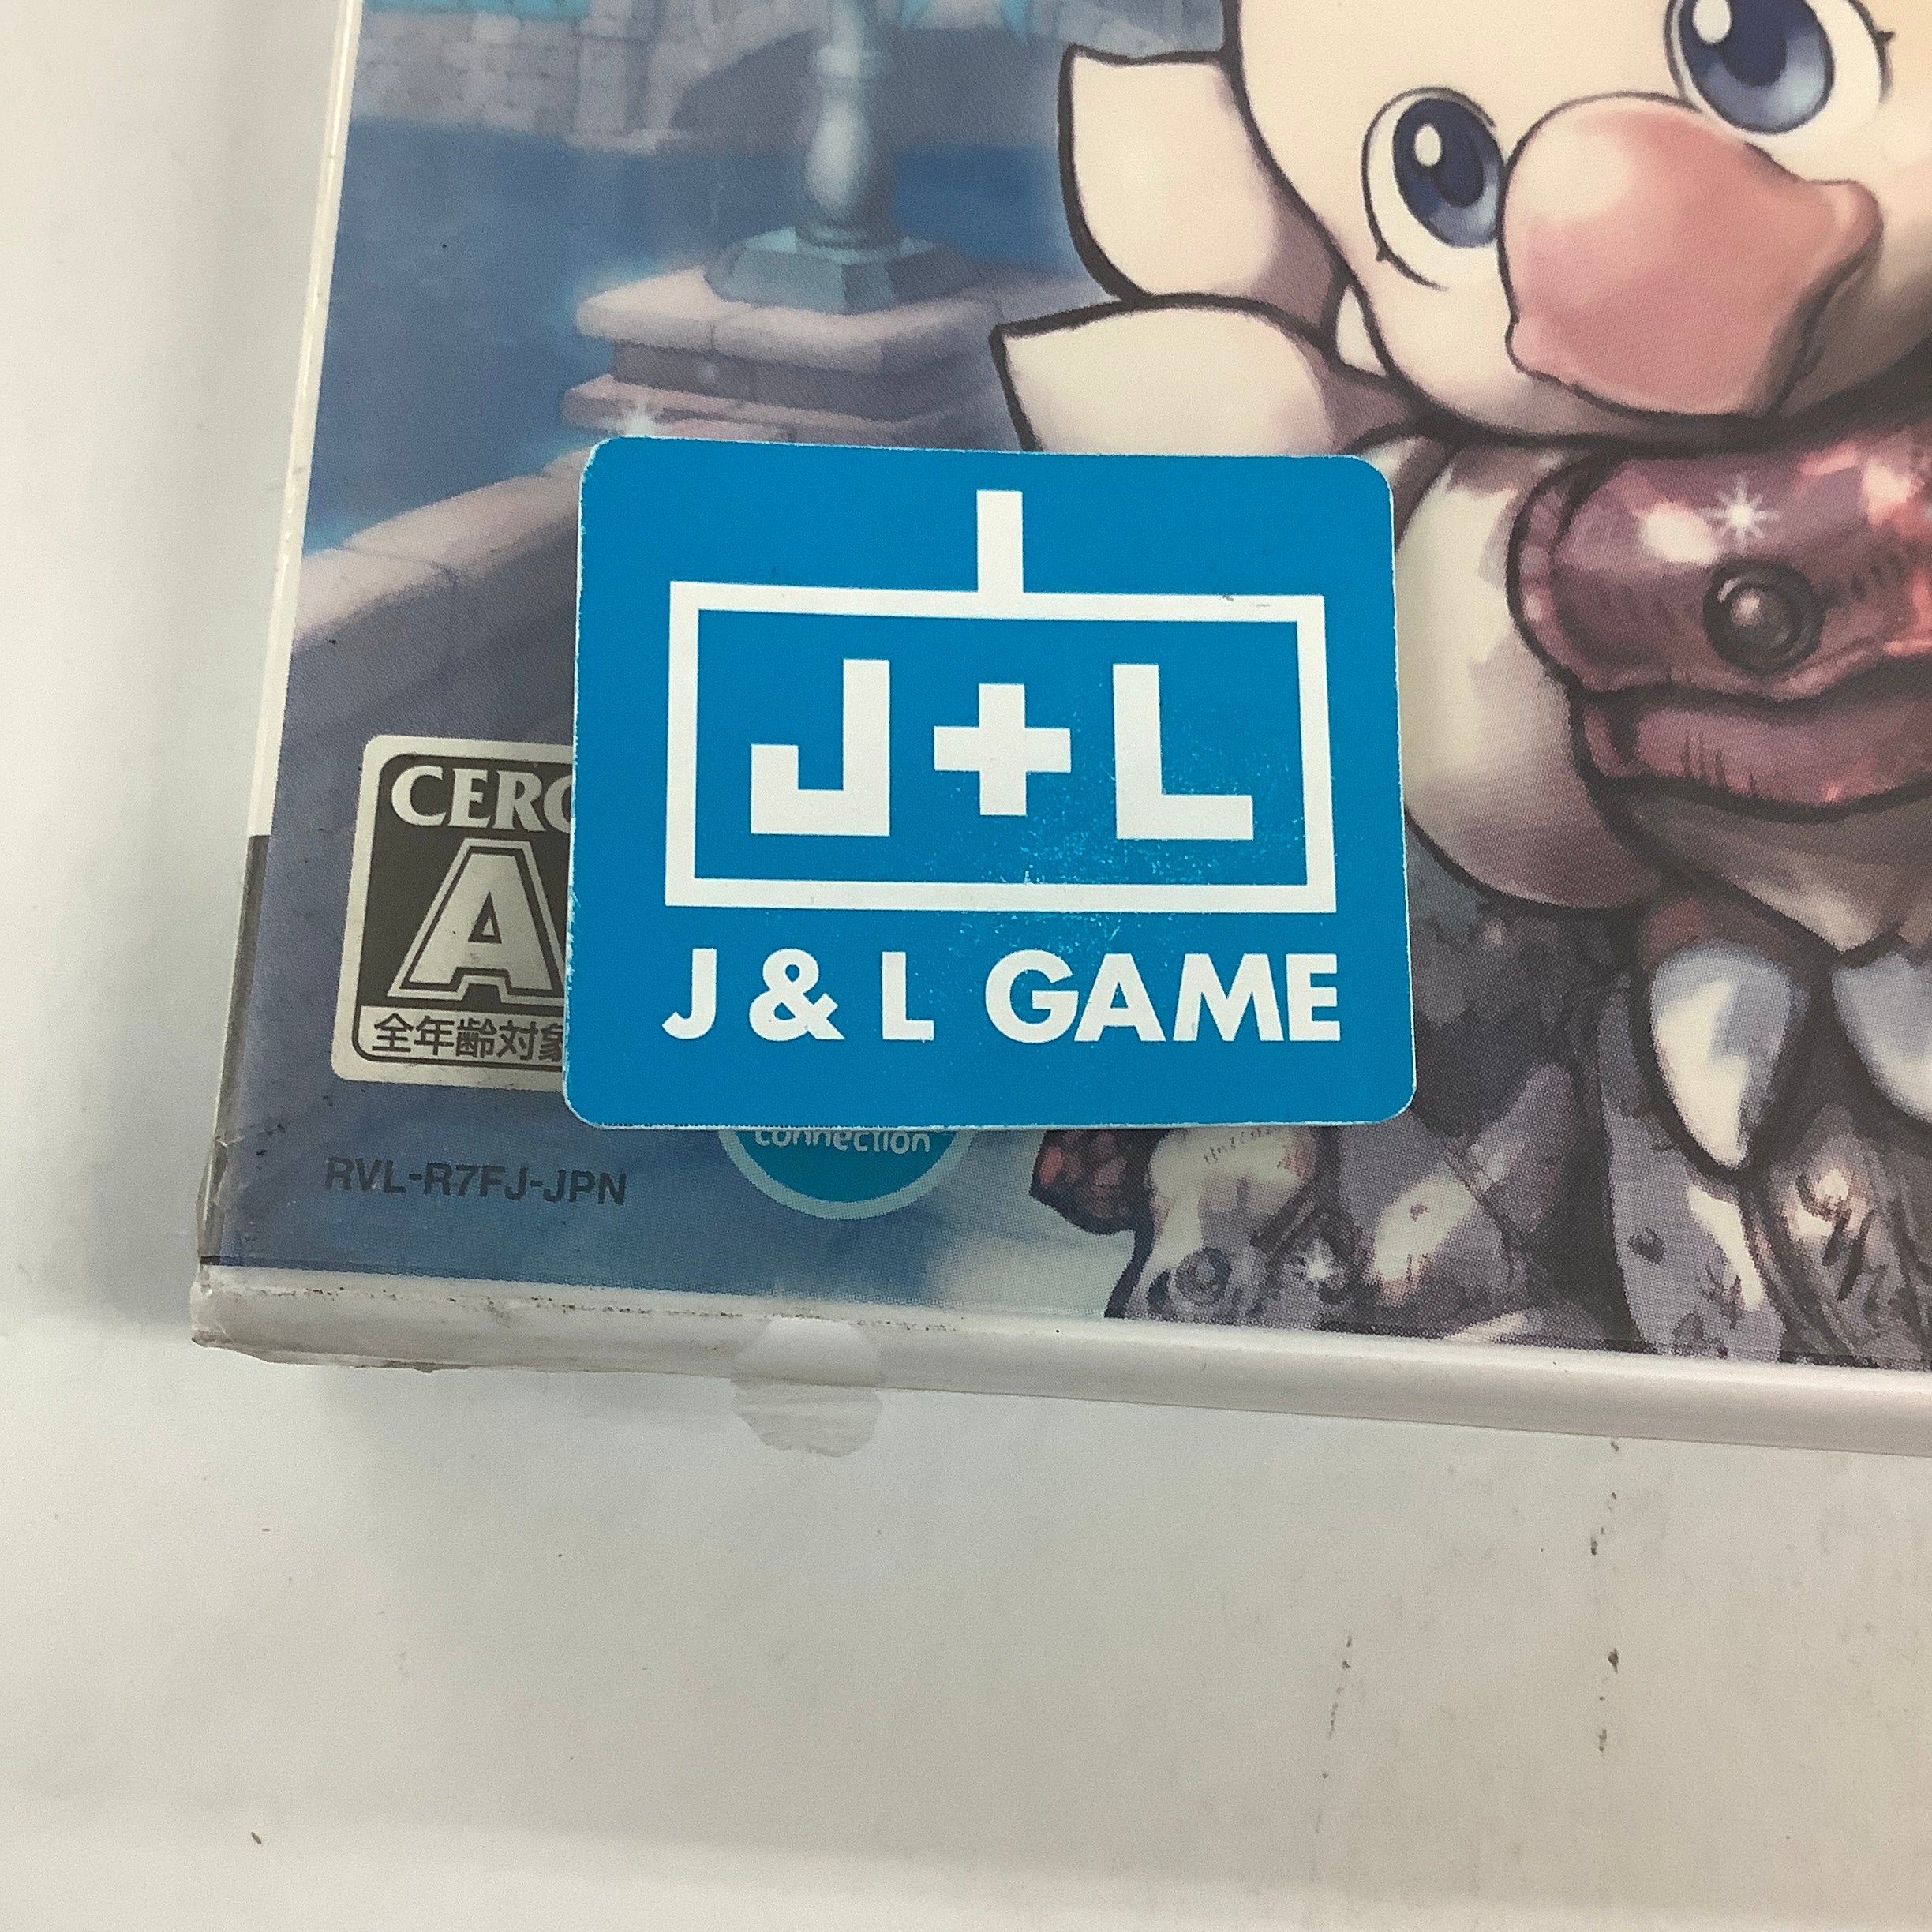 J+L
J & L GAME
CERO
A
全年齢対象
connection
RVL-R7FJ-JPN